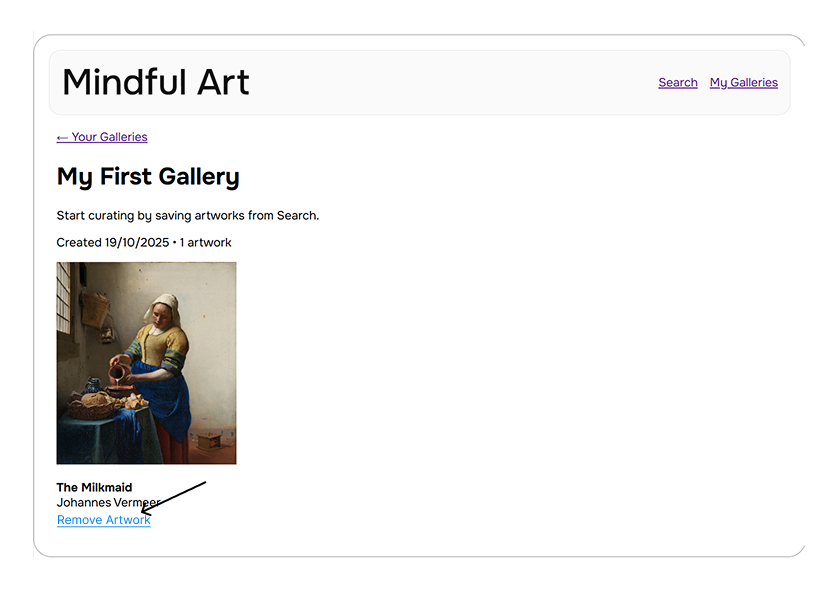 Mindful Art
Search My Galleries
← Your Galleries
My First Gallery
Start curating by saving artworks from Search.
Created 19/10/2025 • 1 artwork
The Milkmaid
Johannes Vermeer
Remove Artwork